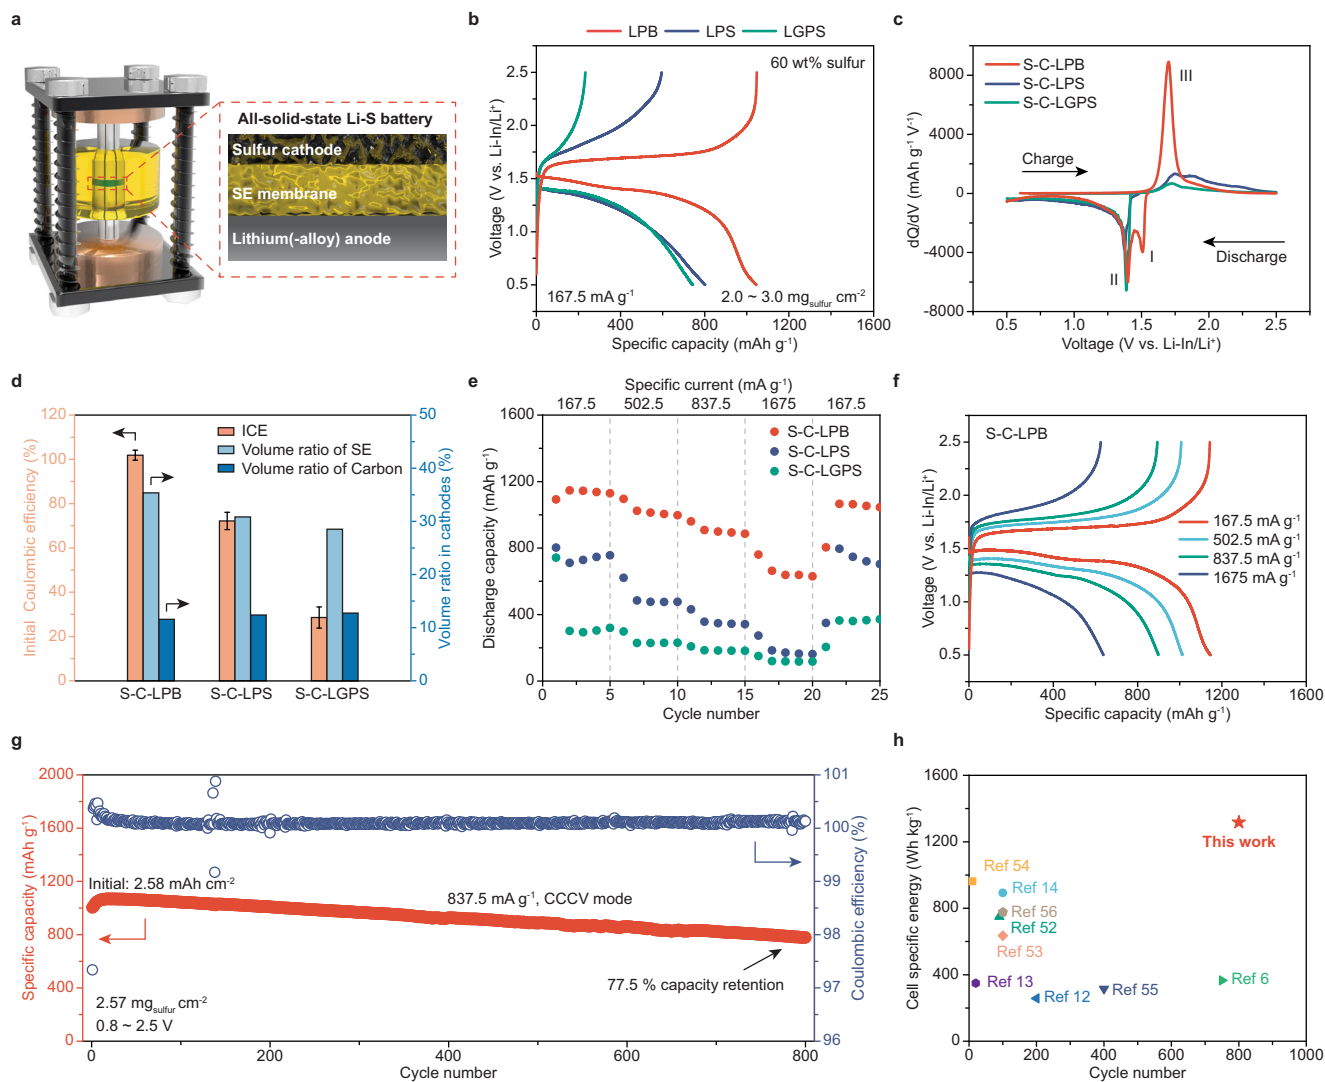 a
All-solid-state Li-S battery
Sulfur cathode
SE membrane
Lithium(-alloy) anode
b
LPB
LPS
LGPS
60 wt% sulfur
2.5
2.0
1.5
1.0
0.5
Voltage (V vs. Li-In/Li⁺)
167.5 mA g⁻¹
2.0 ~ 3.0 mg_sulfur cm⁻²
0
400
800
1200
1600
Specific capacity (mAh g⁻¹)
c
S-C-LPB
S-C-LPS
S-C-LGPS
III
Charge
I
II
Discharge
8000
4000
0
-4000
-8000
dQ/dV (mAh g⁻¹ V⁻¹)
0.5
1.0
1.5
2.0
2.5
Voltage (V vs. Li-In/Li⁺)
d
120
100
80
60
40
20
0
Initial Coulombic efficiency (%)
ICE
Volume ratio of SE
Volume ratio of Carbon
50
40
30
20
10
0
Volume ratio in cathodes (%)
S-C-LPB
S-C-LPS
S-C-LGPS
e
Specific current (mA g⁻¹)
167.5
502.5
837.5
1675
167.5
1600
1200
800
400
0
Discharge capacity (mAh g⁻¹)
S-C-LPB
S-C-LPS
S-C-LGPS
0
5
10
15
20
25
Cycle number
f
S-C-LPB
2.5
2.0
1.5
1.0
0.5
Voltage (V vs. Li-In/Li⁺)
167.5 mA g⁻¹
502.5 mA g⁻¹
837.5 mA g⁻¹
1675 mA g⁻¹
0
400
800
1200
1600
Specific capacity (mAh g⁻¹)
g
2000
1600
1200
800
400
0
Specific capacity (mAh g⁻¹)
Initial: 2.58 mAh cm⁻²
837.5 mA g⁻¹, CCCV mode
77.5 % capacity retention
2.57 mg_sulfur cm⁻²
0.8 ~ 2.5 V
101
100
99
98
97
96
Coulombic efficiency (%)
0
200
400
600
800
Cycle number
h
1600
1200
800
400
0
Cell specific energy (Wh kg⁻¹)
This work
Ref 54
Ref 14
Ref 56
Ref 52
Ref 53
Ref 13
Ref 12
Ref 55
Ref 6
0
200
400
600
800
1000
Cycle number